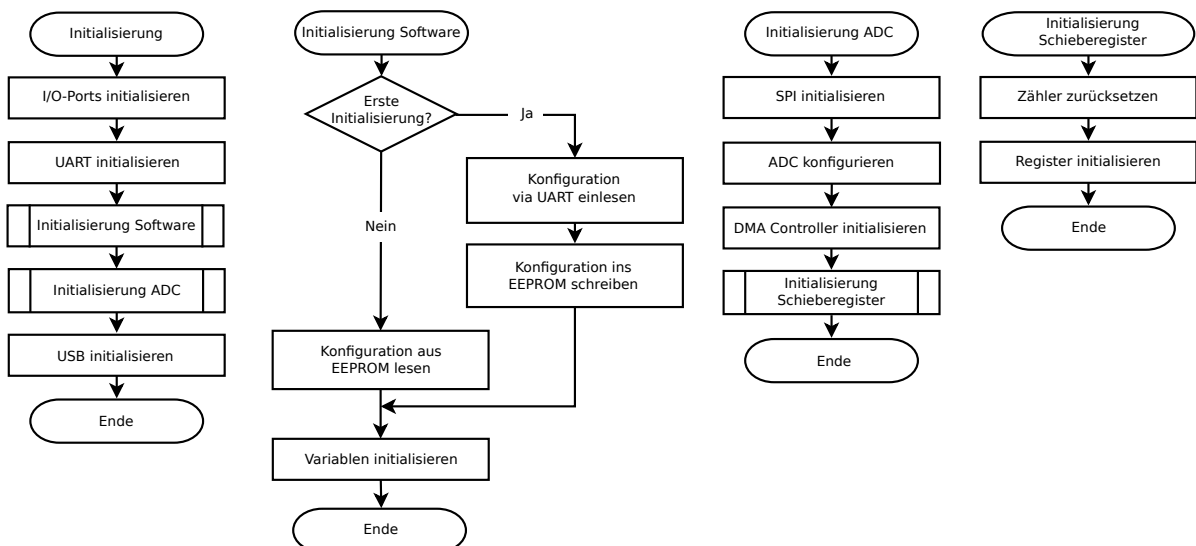 Initialisierung
I/O-Ports initialisieren
UART initialisieren
Initialisierung Software
Initialisierung ADC
USB initialisieren
Ende
Initialisierung Software
Erste
Initialisierung?
Ja
Nein
Konfiguration
via UART einlesen
Konfiguration ins
EEPROM schreiben
Konfiguration aus
EEPROM lesen
Variablen initialisieren
Ende
Initialisierung ADC
SPI initialisieren
ADC konfigurieren
DMA Controller initialisieren
Initialisierung
Schieberegister
Ende
Initialisierung
Schieberegister
Zähler zurücksetzen
Register initialisieren
Ende